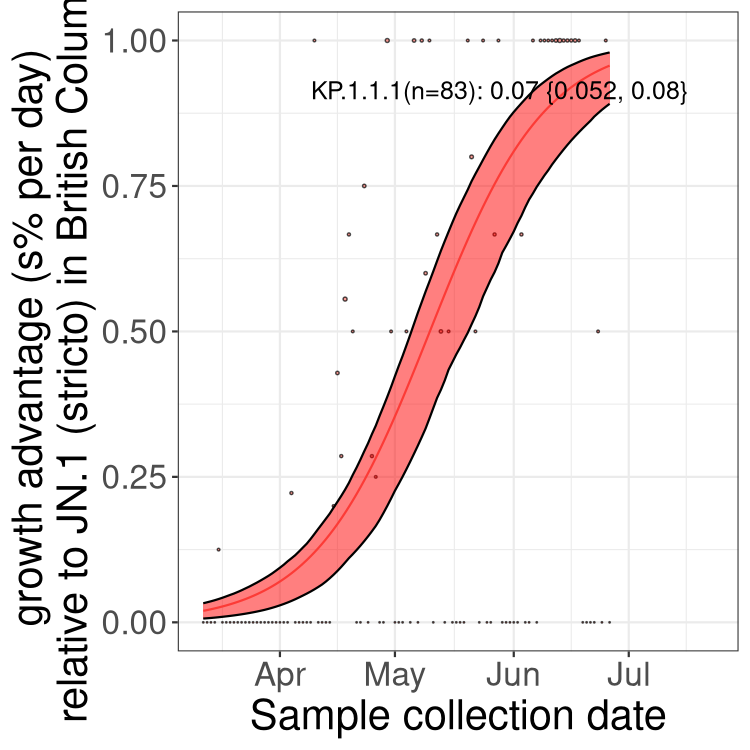 growth advantage (s% per day)
relative to JN.1 (stricto) in British Colum
1.00
0.75
0.50
0.25
0.00
KP.1.1.1(n=83): 0.07 {0.052, 0.08}
Apr May Jun Jul
Sample collection date